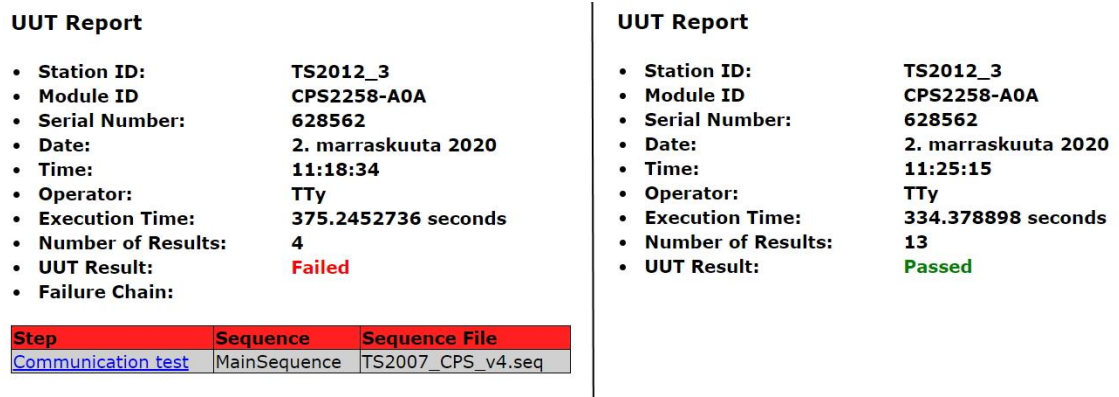 UUT Report
• Station ID: TS2012_3
• Module ID CPS2258-A0A
• Serial Number: 628562
• Date: 2. marraskuuta 2020
• Time: 11:18:34
• Operator: TTy
• Execution Time: 375.2452736 seconds
• Number of Results: 4
• UUT Result: Failed
• Failure Chain:
Step Sequence Sequence File
Communication test MainSequence TS2007_CPS_v4.seq
UUT Report
• Station ID: TS2012_3
• Module ID CPS2258-A0A
• Serial Number: 628562
• Date: 2. marraskuuta 2020
• Time: 11:25:15
• Operator: TTy
• Execution Time: 334.378898 seconds
• Number of Results: 13
• UUT Result: Passed